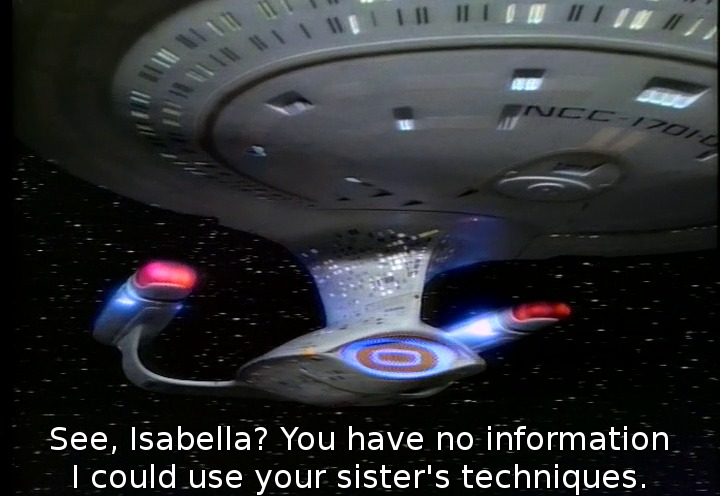 NCC-1701-D
See, Isabella? You have no information
I could use your sister's techniques.